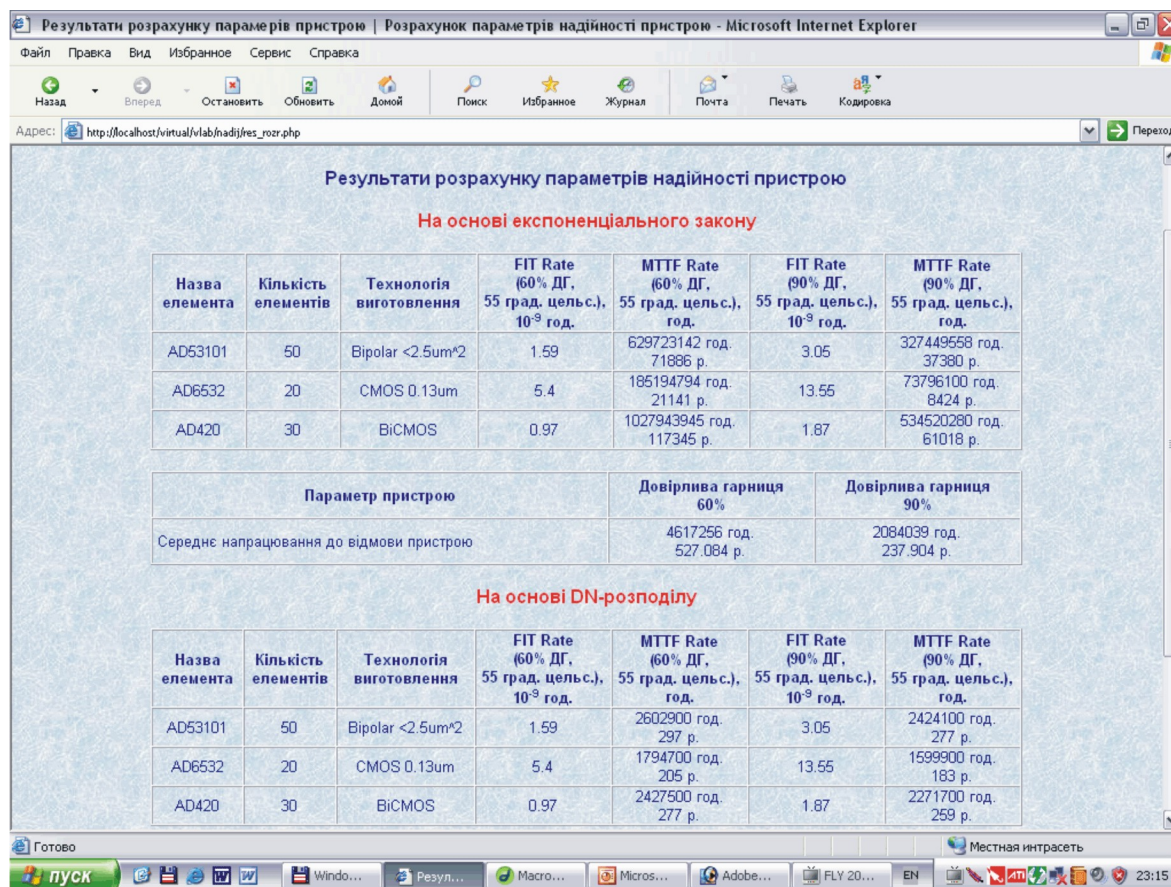 Результати розрахунку парамерів пристрою | Розрахунок параметрів надійності пристрою - Microsoft Internet Explorer
Файл Правка Вид Избранное Сервис Справка
Назад Вперед Остановить Обновить Домой Поиск Избранное Журнал Почта Печать Кодировка
Адрес: http://localhost/virtual/vlab/nadij/res_rozr.php Переход
Результати розрахунку параметрів надійності пристрою
На основі експоненціального закону
Назва елемента Кількість елементів Технологія виготовлення FIT Rate (60% ДГ, 55 град. цельс.), 10⁻⁹ год. MTTF Rate (60% ДГ, 55 град. цельс.), год. FIT Rate (90% ДГ, 55 град. цельс.), 10⁻⁹ год. MTTF Rate (90% ДГ, 55 град. цельс.), год.
AD53101 50 Bipolar <2.5um^2 1.59 629723142 год. 71886 р. 3.05 327449558 год. 37380 р.
AD6532 20 CMOS 0.13um 5.4 185194794 год. 21141 р. 13.55 73796100 год. 8424 р.
AD420 30 BiCMOS 0.97 1027943945 год. 117345 р. 1.87 534520280 год. 61018 р.
Параметр пристрою Довірлива гарниця 60% Довірлива гарниця 90%
Середнє напрацювання до відмови пристрою 4617256 год. 527.084 р. 2084039 год. 237.904 р.
На основі DN-розподілу
Назва елемента Кількість елементів Технологія виготовлення FIT Rate (60% ДГ, 55 град. цельс.), 10⁻⁹ год. MTTF Rate (60% ДГ, 55 град. цельс.), год. FIT Rate (90% ДГ, 55 град. цельс.), 10⁻⁹ год. MTTF Rate (90% ДГ, 55 град. цельс.), год.
AD53101 50 Bipolar <2.5um^2 1.59 2602900 год. 297 р. 3.05 2424100 год. 277 р.
AD6532 20 CMOS 0.13um 5.4 1794700 год. 205 р. 13.55 1599900 год. 183 р.
AD420 30 BiCMOS 0.97 2427500 год. 277 р. 1.87 2271700 год. 259 р.
Готово Местная интрасеть
пуск Windo... Резул... Macro... Micros... Adobe... FLY 20... EN ATI 23:15